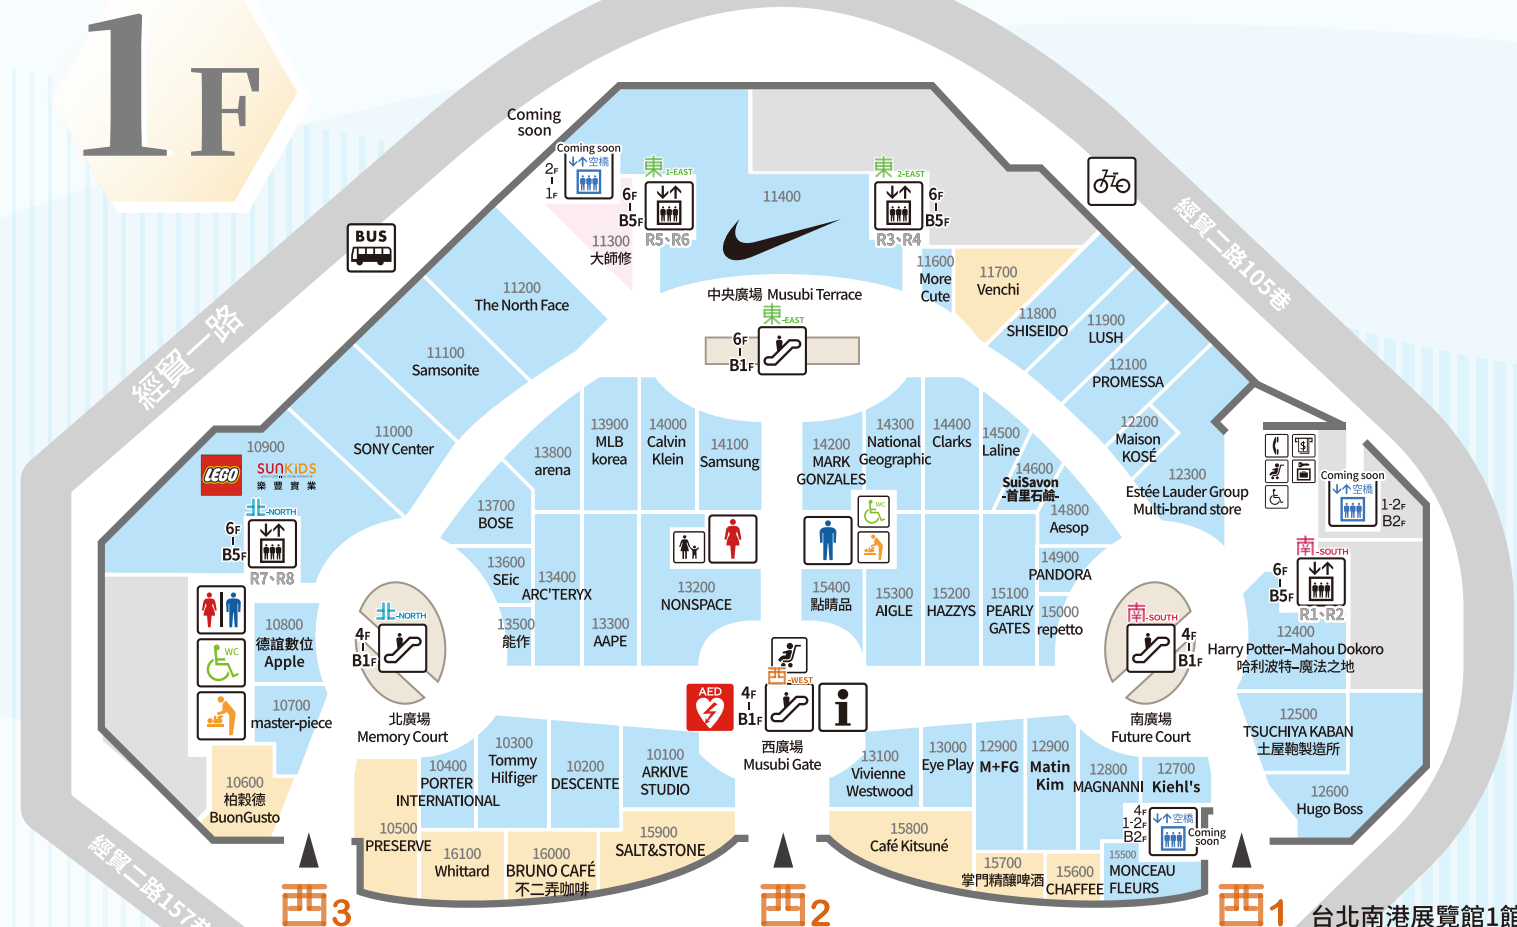 1F
Coming
soon
Coming soon
空橋
2F
1F
東 1-EAST
6F
B5F
R5、R6
東 2-EAST
6F
B5F
R3、R4
11400
11300
大師修
BUS
經貿一路
經貿二路105巷
11200
The North Face
11600
More
Cute
11700
Venchi
中央廣場 Musubi Terrace
東-EAST
6F
B1F
11800
SHISEIDO
11900
LUSH
11100
Samsonite
12100
PROMESSA
11000
SONY Center
12200
Maison
KOSÉ
10900
LEGO
SUNKiDS
樂豐實業
13900
MLB
korea
14000
Calvin
Klein
14100
Samsung
13800
arena
14200
MARK
GONZALES
14300
National
Geographic
14400
Clarks
14500
Laline
14600
SuiSavon
-首里石鹼-
12300
Estée Lauder Group
Multi-brand store
Coming soon
空橋
1-2F
B2F
北-NORTH
6F
B5F
R7、R8
13700
BOSE
14800
Aesop
WC
南-SOUTH
6F
B5F
R1、R2
13600
SEic
13400
ARC'TERYX
13200
NONSPACE
15400
點睛品
15300
AIGLE
15200
HAZZYS
15100
PEARLY
GATES
14900
PANDORA
15000
repetto
13500
能作
13300
AAPE
10800
德誼數位
Apple
WC
北-NORTH
4F
B1F
南-SOUTH
4F
B1F
12400
Harry Potter–Mahou Dokoro
哈利波特–魔法之地
10700
master-piece
北廣場
Memory Court
AED
西-WEST
4F
B1F
西廣場
Musubi Gate
南廣場
Future Court
12500
TSUCHIYA KABAN
土屋鞄製造所
10600
柏穀德
BuonGusto
10400
PORTER
INTERNATIONAL
10300
Tommy
Hilfiger
10200
DESCENTE
10100
ARKIVE
STUDIO
13100
Vivienne
Westwood
13000
Eye Play
12900
M+FG
12900
Matin
Kim
12800
MAGNANNI
12700
Kiehl's
12600
Hugo Boss
4F
1-2F
B2F
空橋
Coming
soon
10500
PRESERVE
16100
Whittard
16000
BRUNO CAFÉ
不二弄咖啡
15900
SALT&STONE
15800
Café Kitsuné
15700
掌門精釀啤酒
15600
CHAFFEE
15500
MONCEAU
FLEURS
經貿二路157巷
西3
西2
西1
台北南港展覽館1館